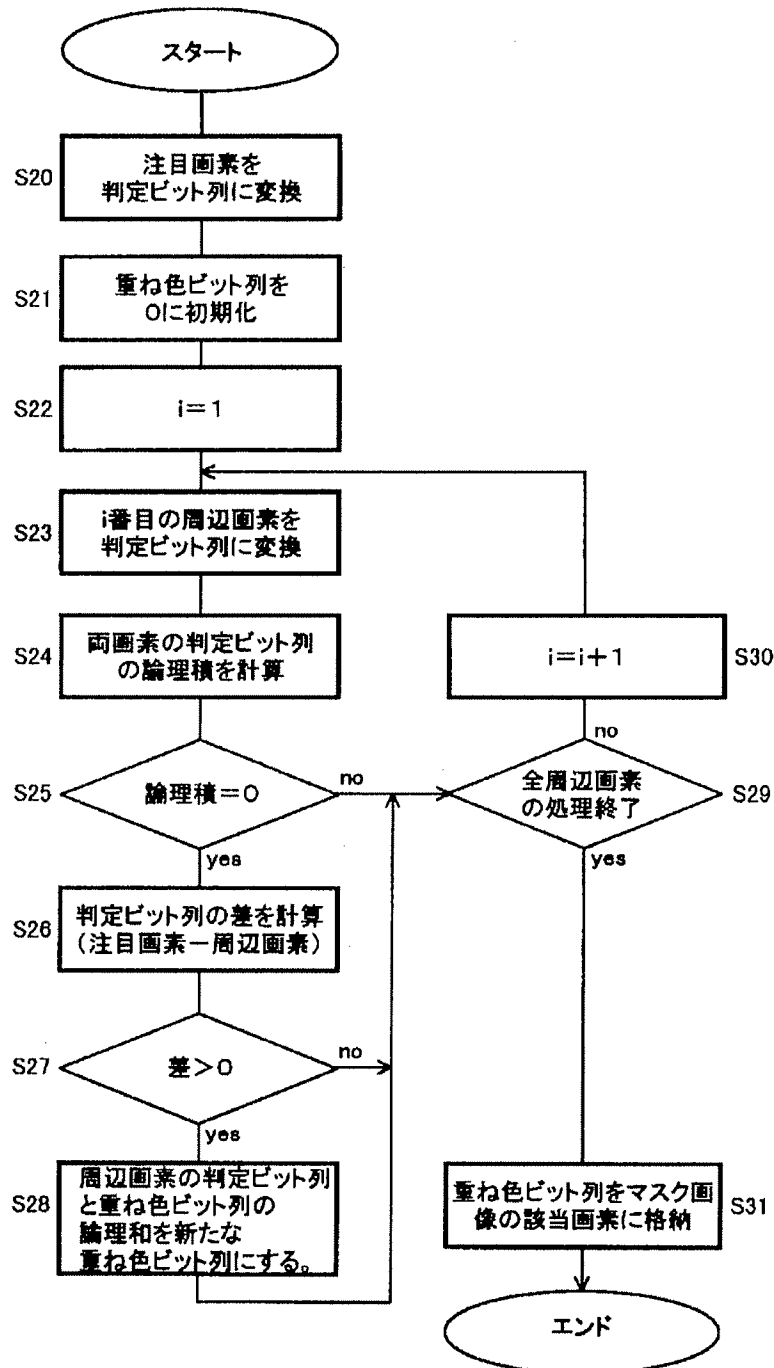 スタート
S20
注目画素を
判定ビット列に変換
S21
重ね色ビット列を
0に初期化
S22
i=1
S23
i番目の周辺画素を
判定ビット列に変換
S24
両画素の判定ビット列
の論理積を計算
i=i+1
S30
no
S25
論理積=0
no
全周辺画素
の処理終了
S29
yes
yes
S26
判定ビット列の差を計算
(注目画素-周辺画素)
S27
差>0
no
yes
S28
周辺画素の判定ビット列
と重ね色ビット列の
論理和を新たな
重ね色ビット列にする。
重ね色ビット列をマスク画
像の該当画素に格納
S31
エンド